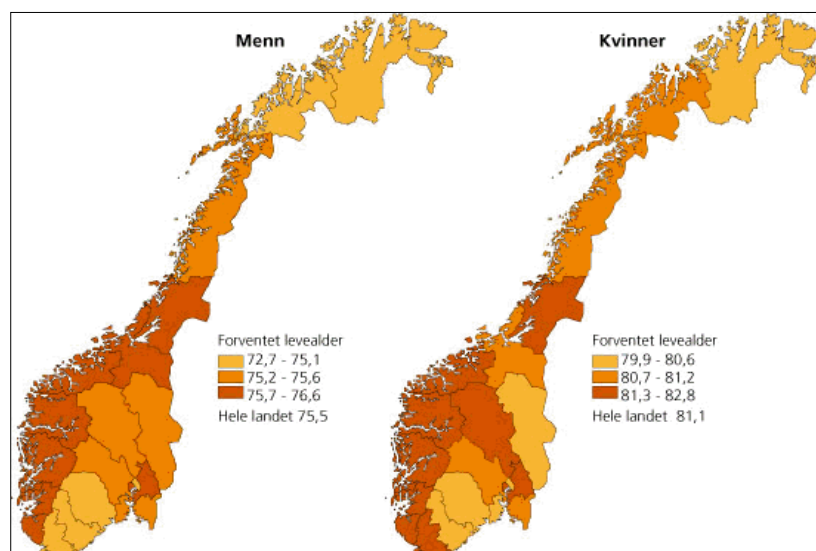 Menn
Forventet levealder
72,7 - 75,1
75,2 - 75,6
75,7 - 76,6
Hele landet 75,5
Kvinner
Forventet levealder
79,9 - 80,6
80,7 - 81,2
81,3 - 82,8
Hele landet 81,1